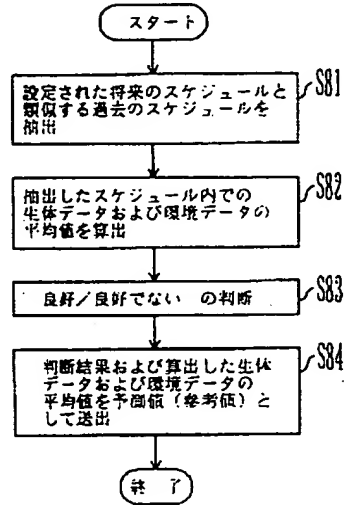 スタート
設定された将来のスケジュールと
類似する過去のスケジュールを
抽出
S81
抽出したスケジュール内での
生体データおよび環境データの
平均値を算出
S82
良好/良好でない の判断
S83
判断結果および算出した生体
データおよび環境データの
平均値を予測値(参考値)と
して送出
S84
終 了